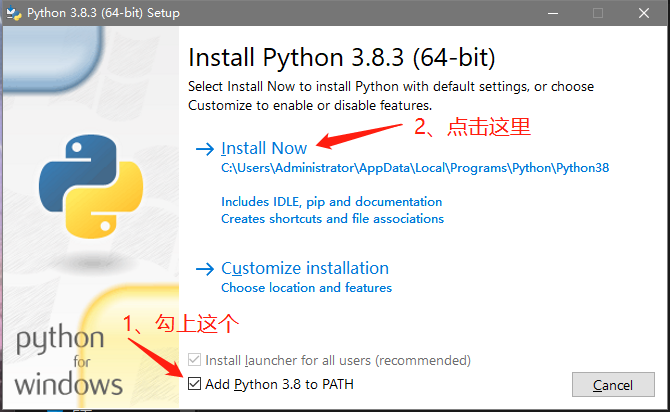 Python 3.8.3 (64-bit) Setup
Install Python 3.8.3 (64-bit)
Select Install Now to install Python with default settings, or choose
Customize to enable or disable features.
2、点击这里
Install Now
C:\Users\Administrator\AppData\Local\Programs\Python\Python38
Includes IDLE, pip and documentation
Creates shortcuts and file associations
Customize installation
Choose location and features
1、勾上这个
python
for
windows
Install launcher for all users (recommended)
Add Python 3.8 to PATH
Cancel